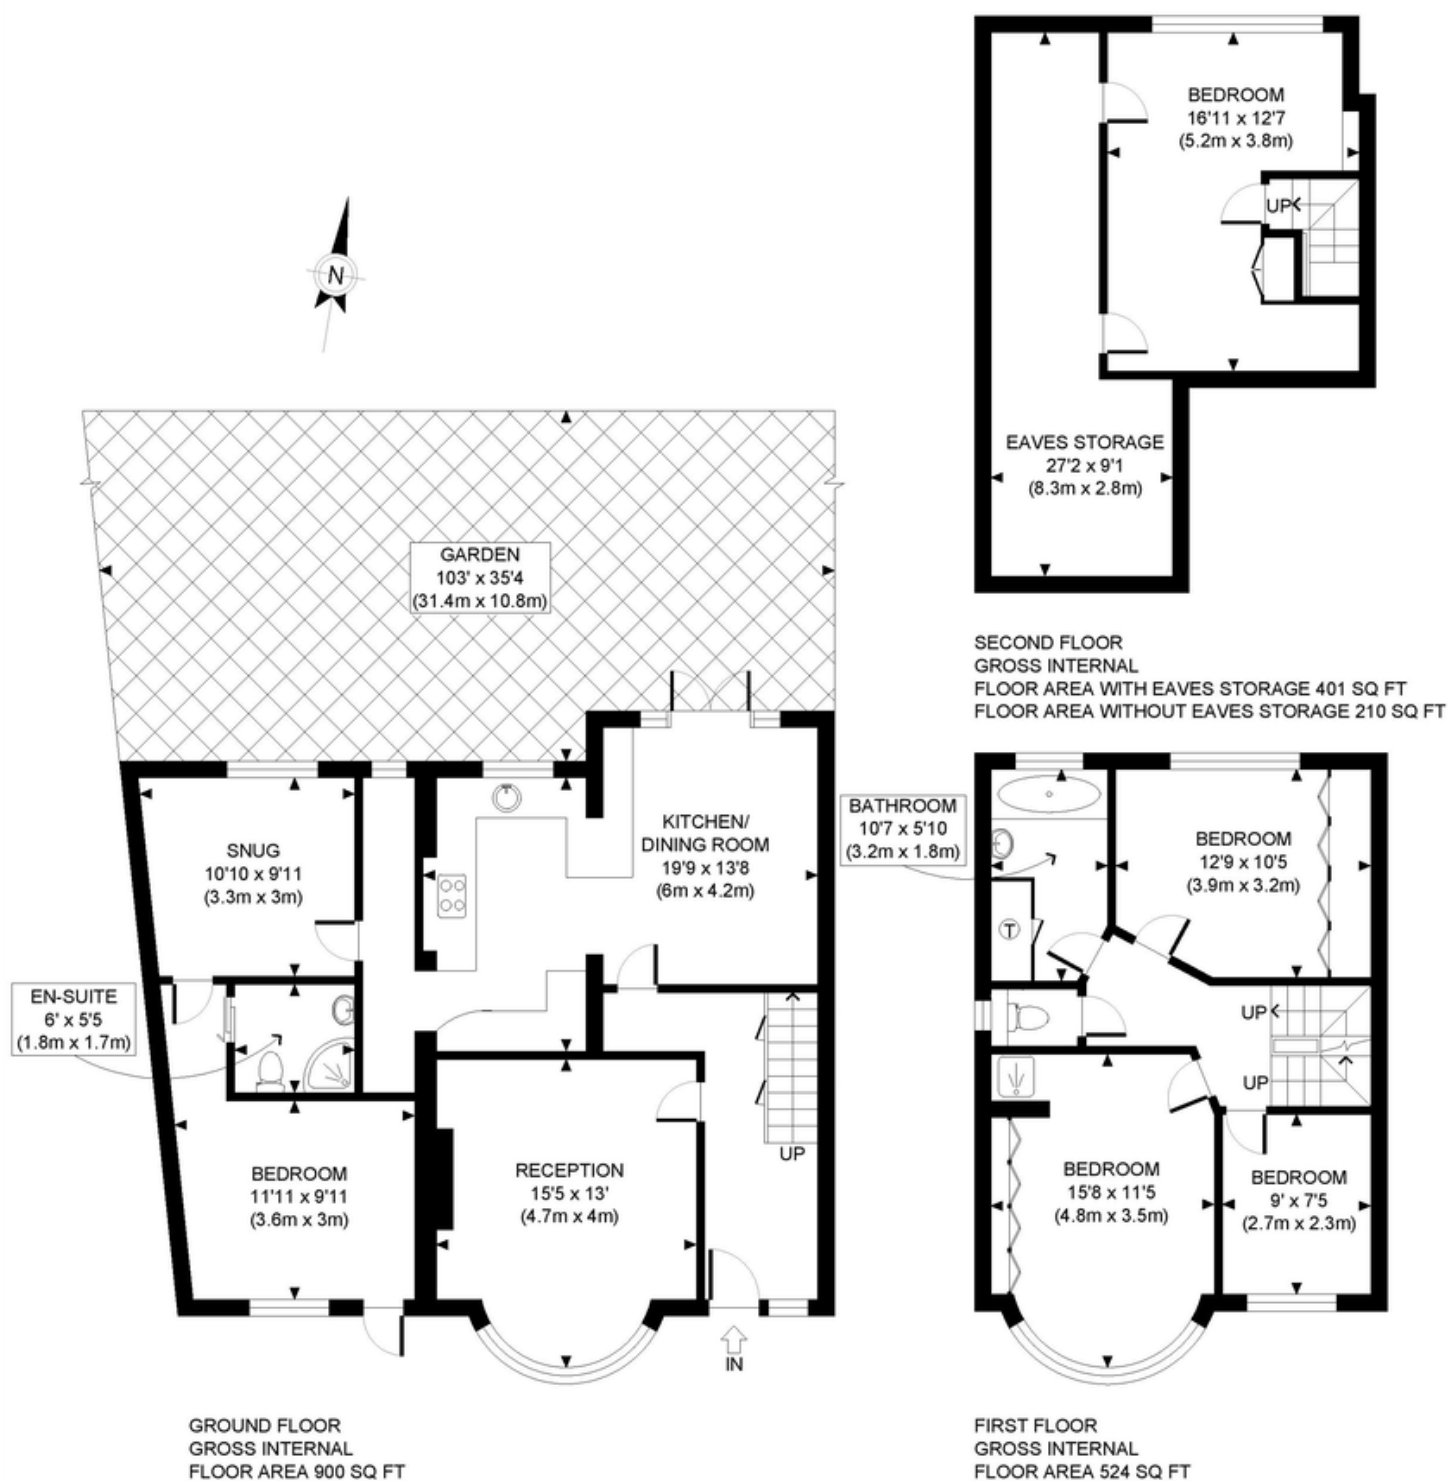 BEDROOM
16'11 x 12'7
(5.2m x 3.8m)
UP
EAVES STORAGE
27'2 x 9'1
(8.3m x 2.8m)
SECOND FLOOR
GROSS INTERNAL
FLOOR AREA WITH EAVES STORAGE 401 SQ FT
FLOOR AREA WITHOUT EAVES STORAGE 210 SQ FT
N
GARDEN
103' x 35'4
(31.4m x 10.8m)
SNUG
10'10 x 9'11
(3.3m x 3m)
KITCHEN/
DINING ROOM
19'9 x 13'8
(6m x 4.2m)
EN-SUITE
6' x 5'5
(1.8m x 1.7m)
BEDROOM
11'11 x 9'11
(3.6m x 3m)
RECEPTION
15'5 x 13'
(4.7m x 4m)
UP
IN
GROUND FLOOR
GROSS INTERNAL
FLOOR AREA 900 SQ FT
BATHROOM
10'7 x 5'10
(3.2m x 1.8m)
T
BEDROOM
12'9 x 10'5
(3.9m x 3.2m)
UP
UP
BEDROOM
15'8 x 11'5
(4.8m x 3.5m)
BEDROOM
9' x 7'5
(2.7m x 2.3m)
FIRST FLOOR
GROSS INTERNAL
FLOOR AREA 524 SQ FT